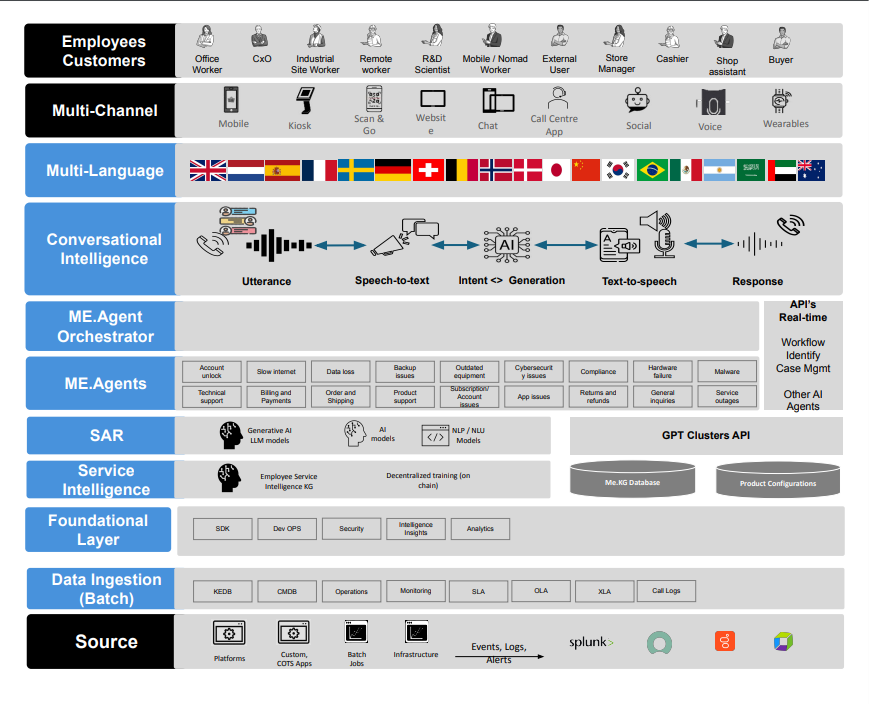 Employees
Customers
Office
Worker
CxO
Industrial
Site Worker
Remote
worker
R&D
Scientist
Mobile / Nomad
Worker
External
User
Store
Manager
Cashier
Shop
assistant
Buyer
Multi-Channel
Mobile
Kiosk
Scan &
Go
Websit
e
Chat
Call Centre
App
Social
Voice
Wearables
Multi-Language
Conversational
Intelligence
AI
A
Utterance
Speech-to-text
Intent <> Generation
Text-to-speech
Response
ME.Agent
Orchestrator
API's
Real-time
Workflow
Identify
Case Mgmt
Other AI
Agents
ME.Agents
Account
unlock
Slow internet
Data loss
Backup
issues
Outdated
equipment
Cybersecurit
y issues
Compliance
Hardware
failure
Malware
Technical
support
Billing and
Payments
Order and
Shipping
Product
support
Subscription/
Account
issues
App issues
Returns and
refunds
General
inquiries
Service
outages
SAR
Generative AI
LLM models
AI
models
</>
NLP / NLU
Models
GPT Clusters API
Service
Intelligence
Employee Service
Intelligence KG
Decentralized training (on
chain)
Me.KG Database
Product Configurations
Foundational
Layer
SDK
Dev OPS
Security
Intelligence
Insights
Analytics
Data Ingestion
(Batch)
KEDB
CMDB
Operations
Monitoring
SLA
OLA
XLA
Call Logs
Source
Platforms
Custom,
COTS Apps
Batch
Jobs
Infrastructure
Events, Logs,
Alerts
splunk>